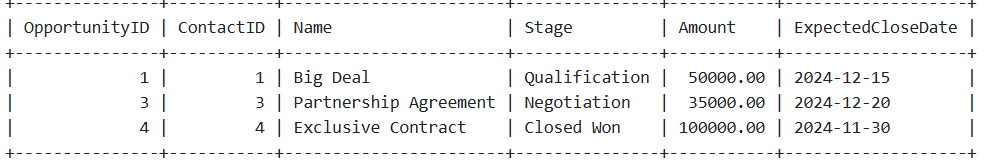 +---------------+-----------+-----------------------+---------------+-----------+-------------------+
| OpportunityID | ContactID | Name                  | Stage         | Amount    | ExpectedCloseDate |
+---------------+-----------+-----------------------+---------------+-----------+-------------------+
|             1 |         1 | Big Deal              | Qualification |  50000.00 | 2024-12-15        |
|             3 |         3 | Partnership Agreement | Negotiation   |  35000.00 | 2024-12-20        |
|             4 |         4 | Exclusive Contract    | Closed Won    | 100000.00 | 2024-11-30        |
+---------------+-----------+-----------------------+---------------+-----------+-------------------+